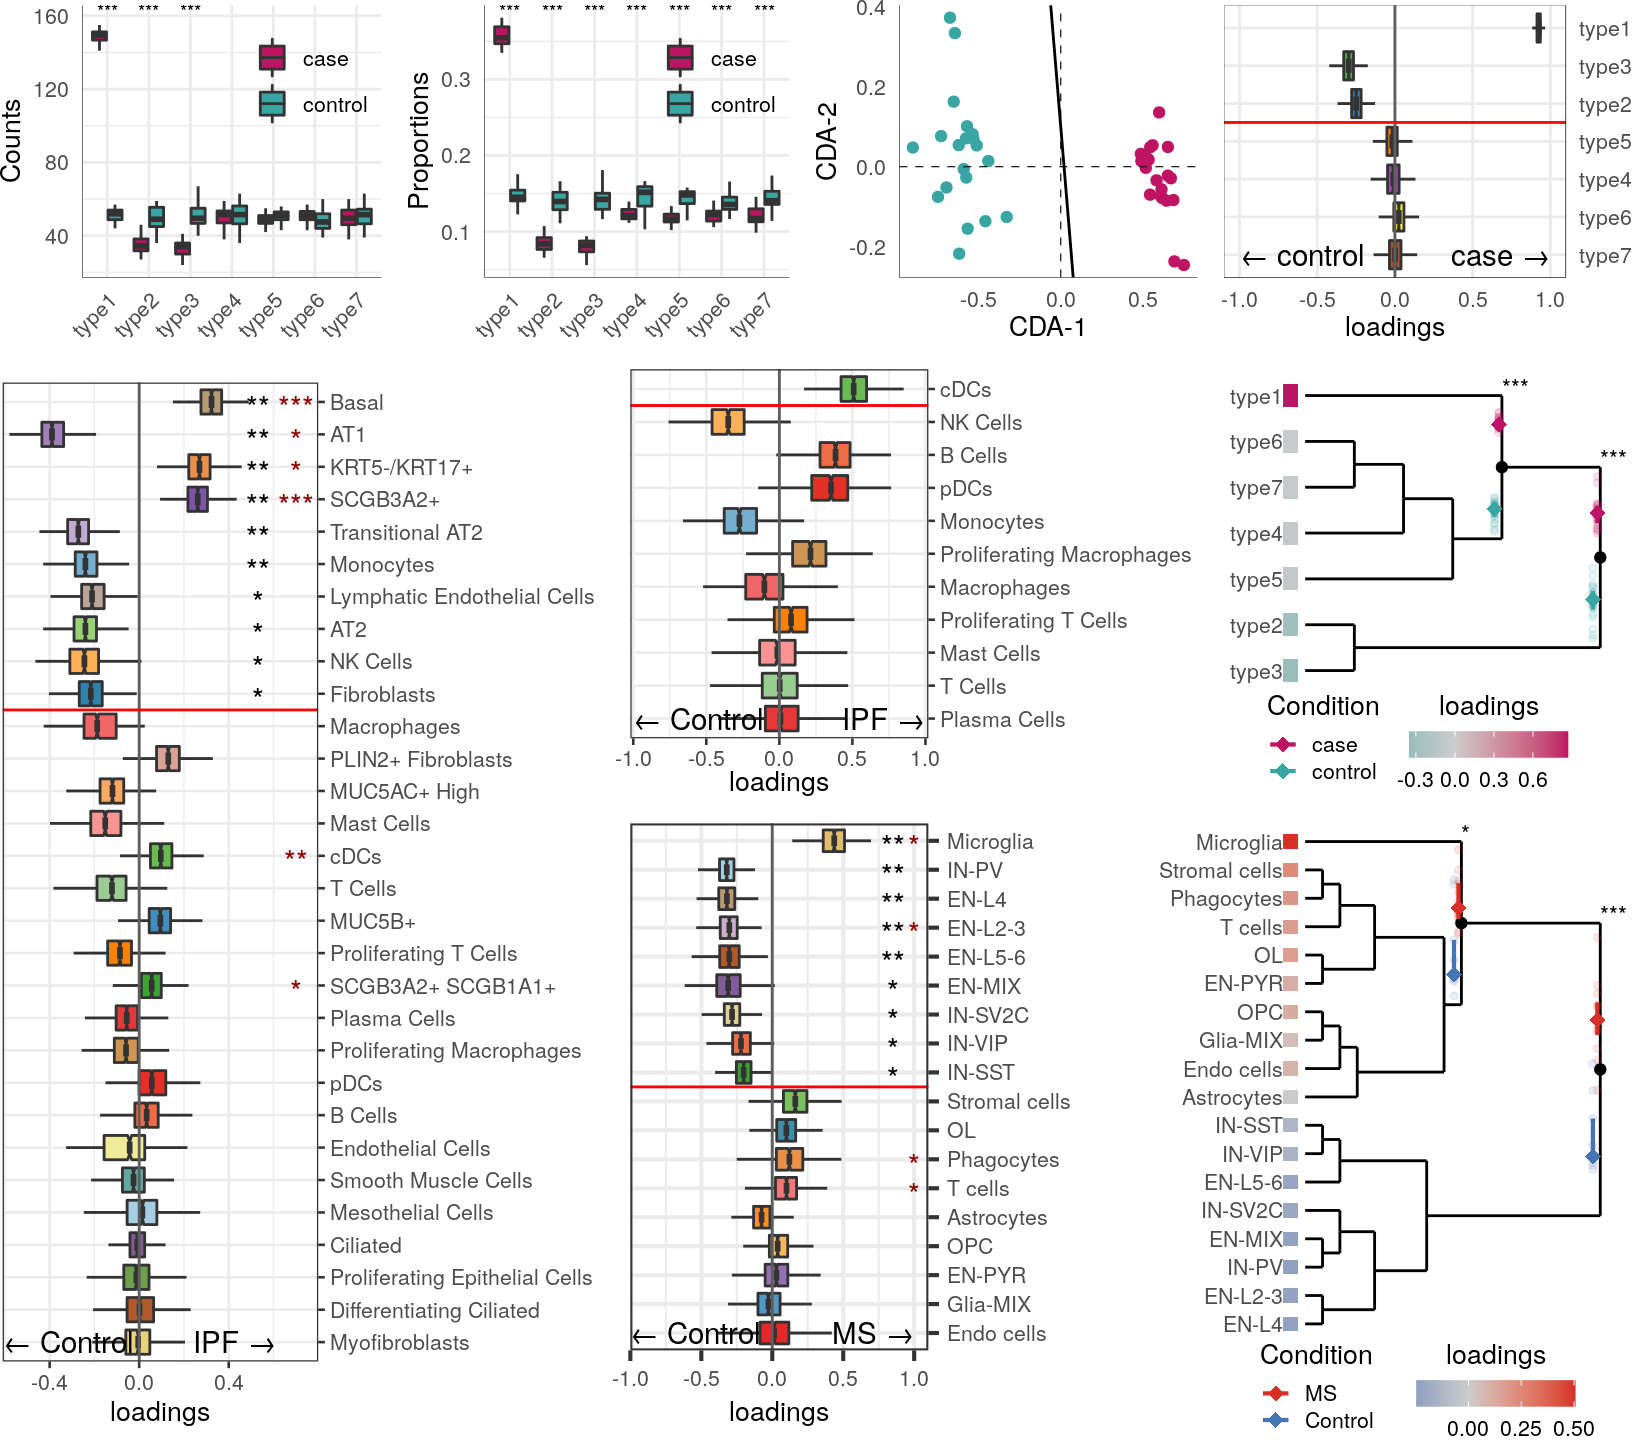 Counts
160
120
80
40
*** *** ***
case
control
type1 type2 type3 type4 type5 type6 type7
Proportions
0.3
0.2
0.1
*** *** *** *** *** *** ***
case
control
type1 type2 type3 type4 type5 type6 type7
CDA-2
0.4
0.2
0.0
-0.2
-0.5 0.0 0.5
CDA-1
type1
type3
type2
type5
type4
type6
type7
← control case →
-1.0 -0.5 0.0 0.5 1.0
loadings
** *** Basal
** * AT1
** * KRT5-/KRT17+
** *** SCGB3A2+
** Transitional AT2
** Monocytes
* Lymphatic Endothelial Cells
* AT2
* NK Cells
* Fibroblasts
Macrophages
PLIN2+ Fibroblasts
MUC5AC+ High
Mast Cells
** cDCs
T Cells
MUC5B+
Proliferating T Cells
* SCGB3A2+ SCGB1A1+
Plasma Cells
Proliferating Macrophages
pDCs
B Cells
Endothelial Cells
Smooth Muscle Cells
Mesothelial Cells
Ciliated
Proliferating Epithelial Cells
Differentiating Ciliated
Myofibroblasts
← Control IPF →
-0.4 0.0 0.4
loadings
cDCs
NK Cells
B Cells
pDCs
Monocytes
Proliferating Macrophages
Macrophages
Proliferating T Cells
Mast Cells
T Cells
Plasma Cells
← Control IPF →
-1.0 -0.5 0.0 0.5 1.0
loadings
** * Microglia
** IN-PV
** EN-L4
** * EN-L2-3
** EN-L5-6
* EN-MIX
* IN-SV2C
* IN-VIP
* IN-SST
Stromal cells
OL
* Phagocytes
* T cells
Astrocytes
OPC
EN-PYR
Glia-MIX
Endo cells
← Control MS →
-1.0 -0.5 0.0 0.5 1.0
loadings
***
***
type1
type6
type7
type4
type5
type2
type3
Condition
case
control
loadings
-0.3 0.0 0.3 0.6
*
***
Microglia
Stromal cells
Phagocytes
T cells
OL
EN-PYR
OPC
Glia-MIX
Endo cells
Astrocytes
IN-SST
IN-VIP
EN-L5-6
IN-SV2C
EN-MIX
IN-PV
EN-L2-3
EN-L4
Condition
MS
Control
loadings
0.00 0.25 0.50